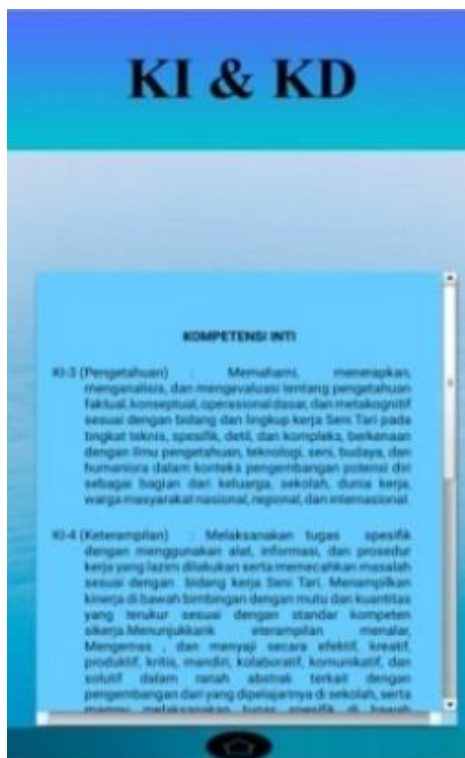 KI & KD
KOMPETENSI INTI
KI-3 (Pengetahuan) : Memahami, menerapkan,
menganalisis, dan mengevaluasi tentang pengetahuan
faktual, konseptual, operasional dasar, dan metakognitif
sesuai dengan bidang dan lingkup kerja Seni Tari pada
tingkat teknis, spesifik, detil, dan kompleks, berkenaan
dengan ilmu pengetahuan, teknologi, seni, budaya, dan
humaniora dalam konteks pengembangan potensi diri
sebagai bagian dari keluarga, sekolah, dunia kerja,
warga masyarakat nasional, regional, dan internasional.
KI-4 (Keterampilan) : Melaksanakan tugas spesifik
dengan menggunakan alat, informasi, dan prosedur
kerja yang lazim dilakukan serta memecahkan masalah
sesuai dengan bidang kerja Seni Tari. Menampilkan
kinerja di bawah bimbingan dengan mutu dan kuantitas
yang terukur sesuai dengan standar kompeten
sikerja.Menunjukkank eterampilan menalar,
Mengemas , dan menyaji secara efektif, kreatif,
produktif, kritis, mandiri, kolaboratif, komunikatif, dan
solutif dalam ranah abstrak terkait dengan
pengembangan dari yang dipelajarinya di sekolah, serta
mampu melaksanakan tugas spesifik di bawah